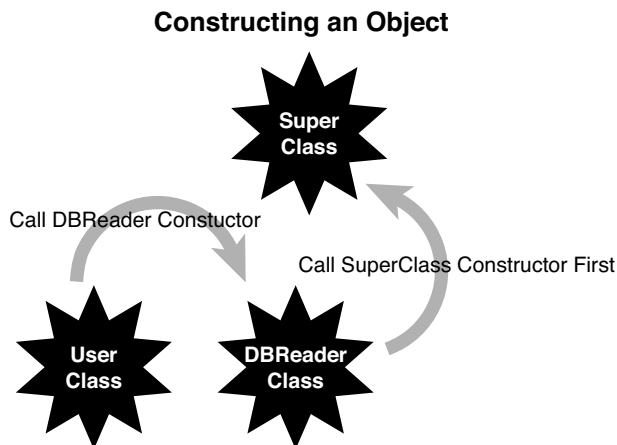 Constructing an Object
Super
Class
Call DBReader Constuctor
Call SuperClass Constructor First
User
Class
DBReader
Class